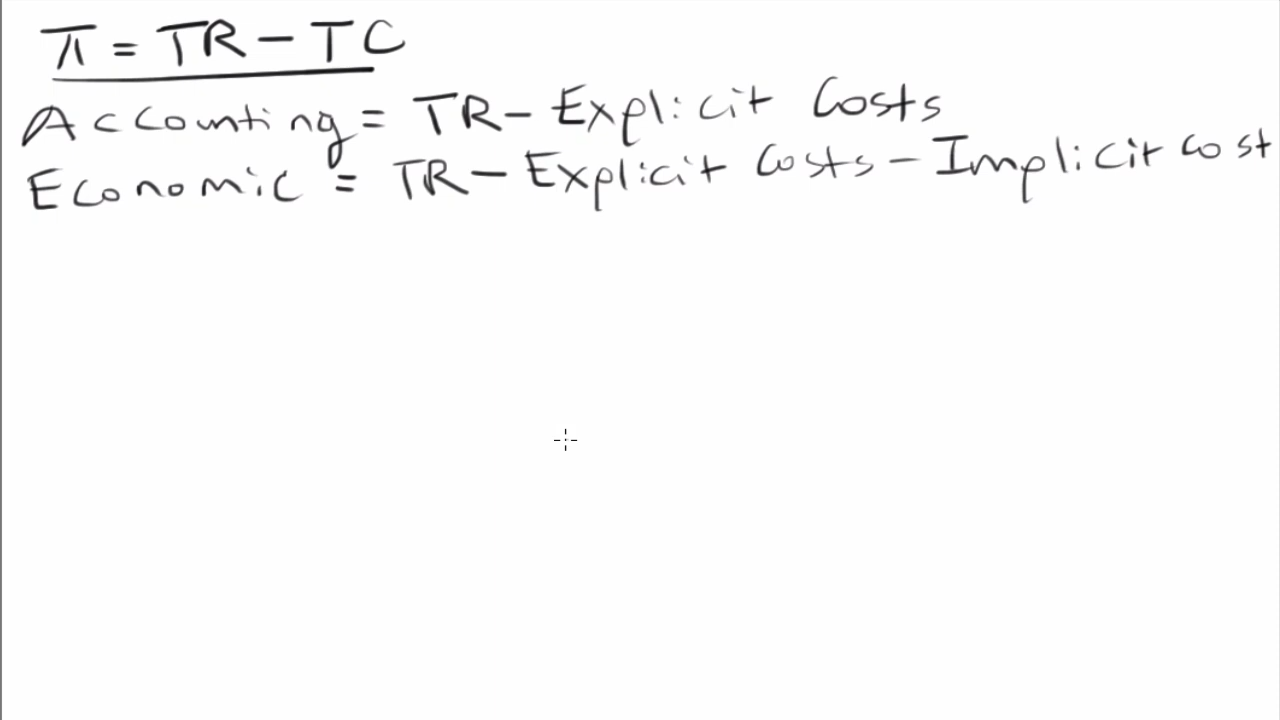 π = TR - TC
Accounting = TR - Explicit Costs
Economic = TR - Explicit Costs - Implicit Cost